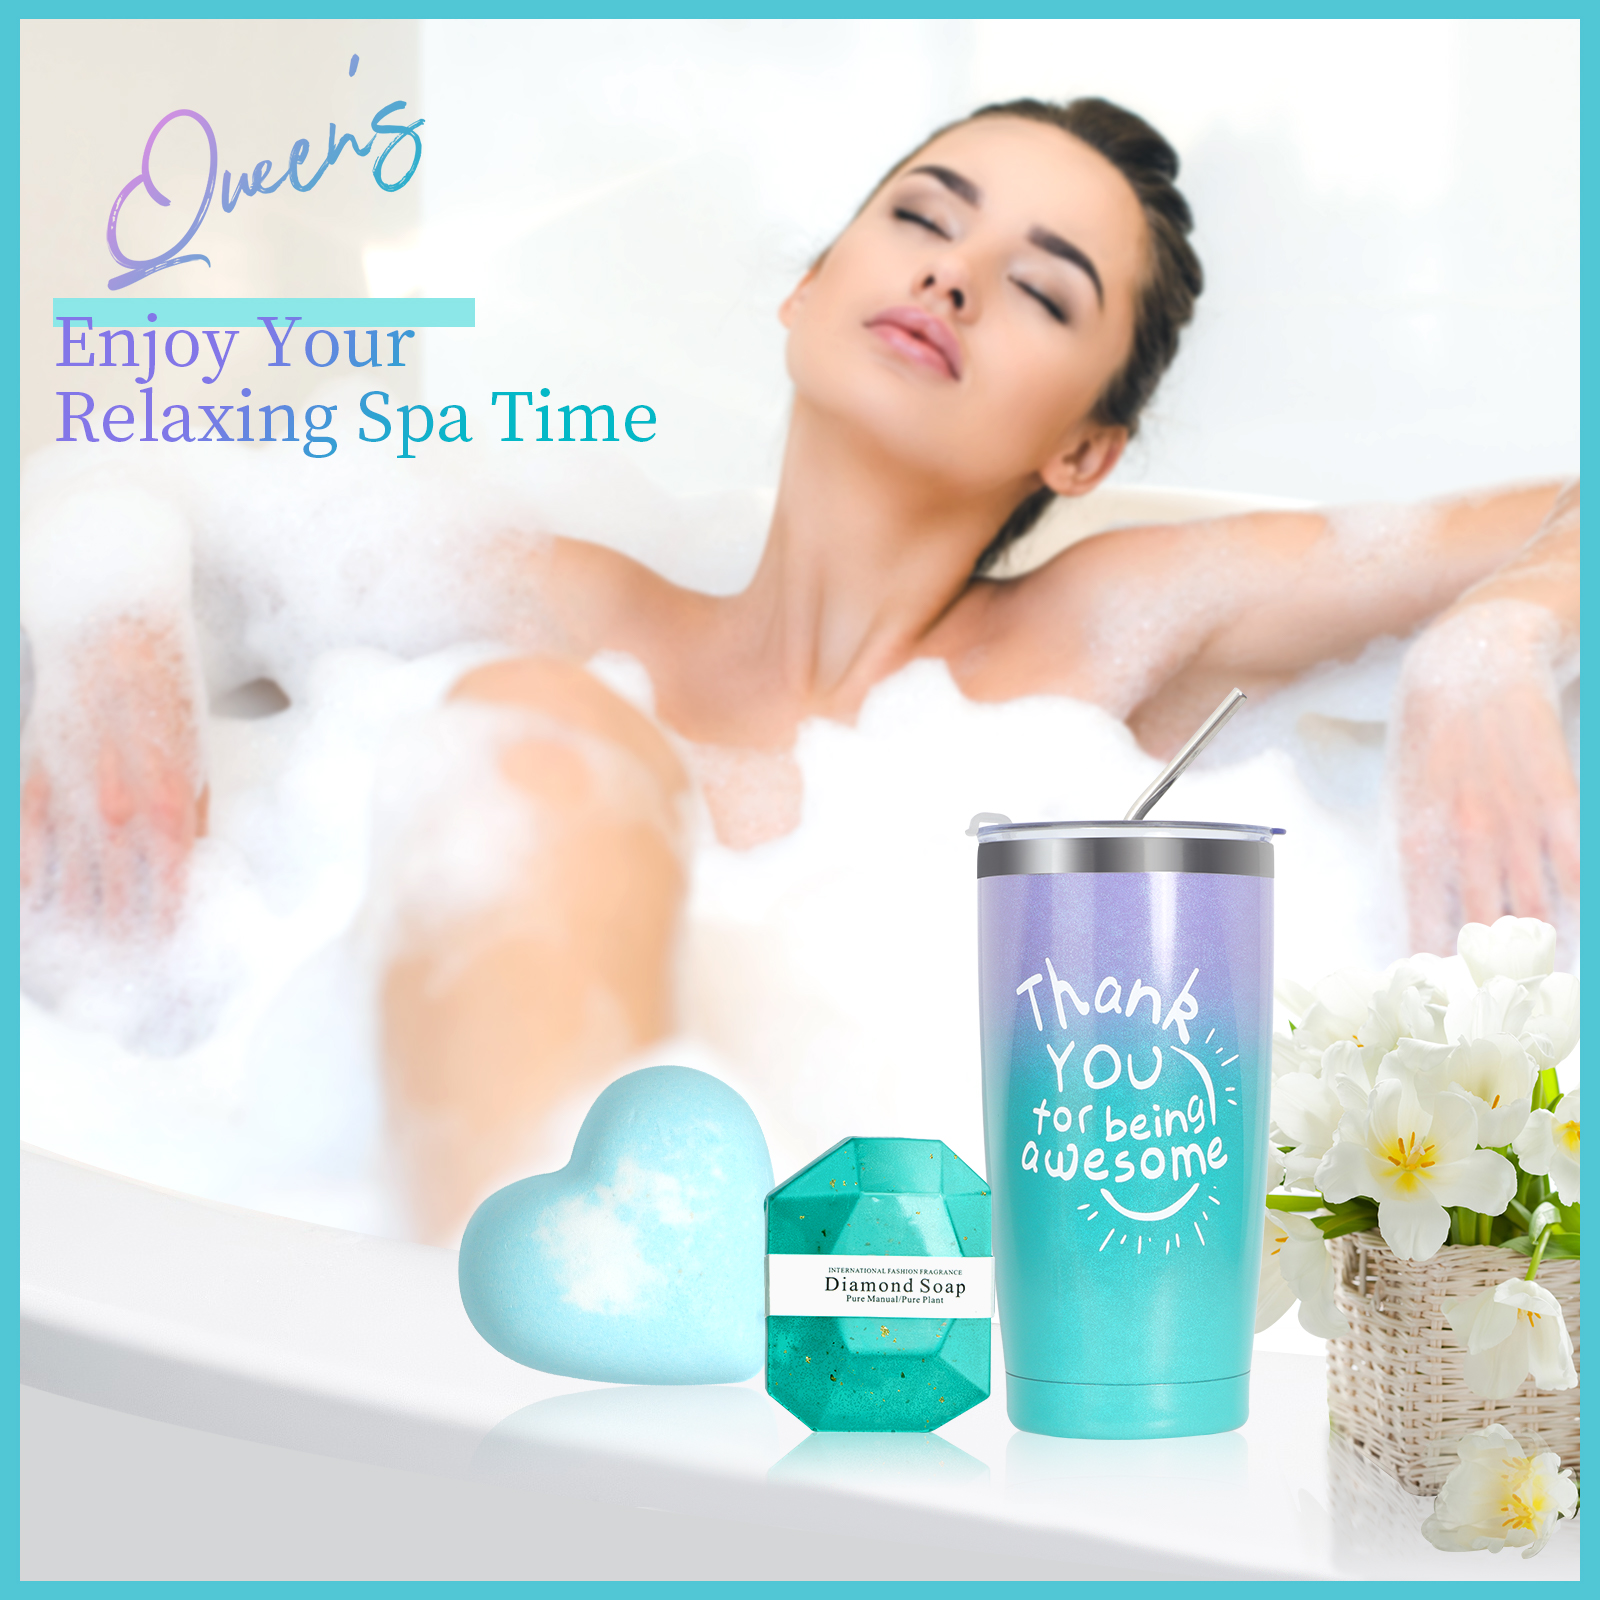 Queen's
Enjoy Your
Relaxing Spa Time
Thank
YOU
for being
awesome
INTERNATIONAL FASHION FRAGRANCE
Diamond Soap
Pure Manual/Pure Plant